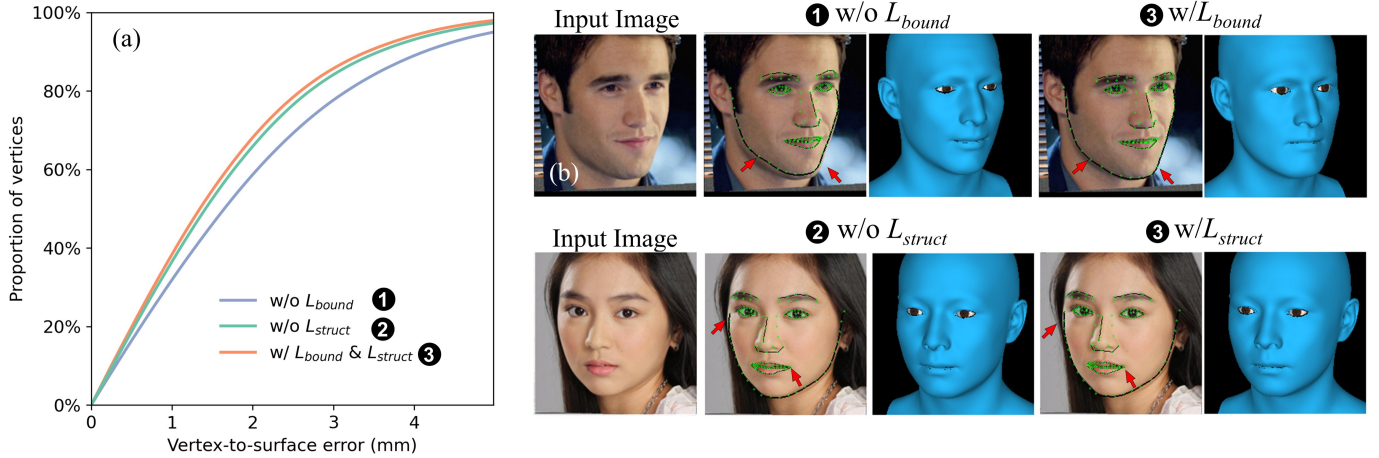 (a)
100%
80%
60%
40%
20%
0%
Proportion of vertices
0 1 2 3 4
Vertex-to-surface error (mm)
w/o L_bound ❶
w/o L_struct ❷
w/ L_bound & L_struct ❸
Input Image ❶ w/o L_bound ❸ w/L_bound
(b)
Input Image ❷ w/o L_struct ❸ w/L_struct